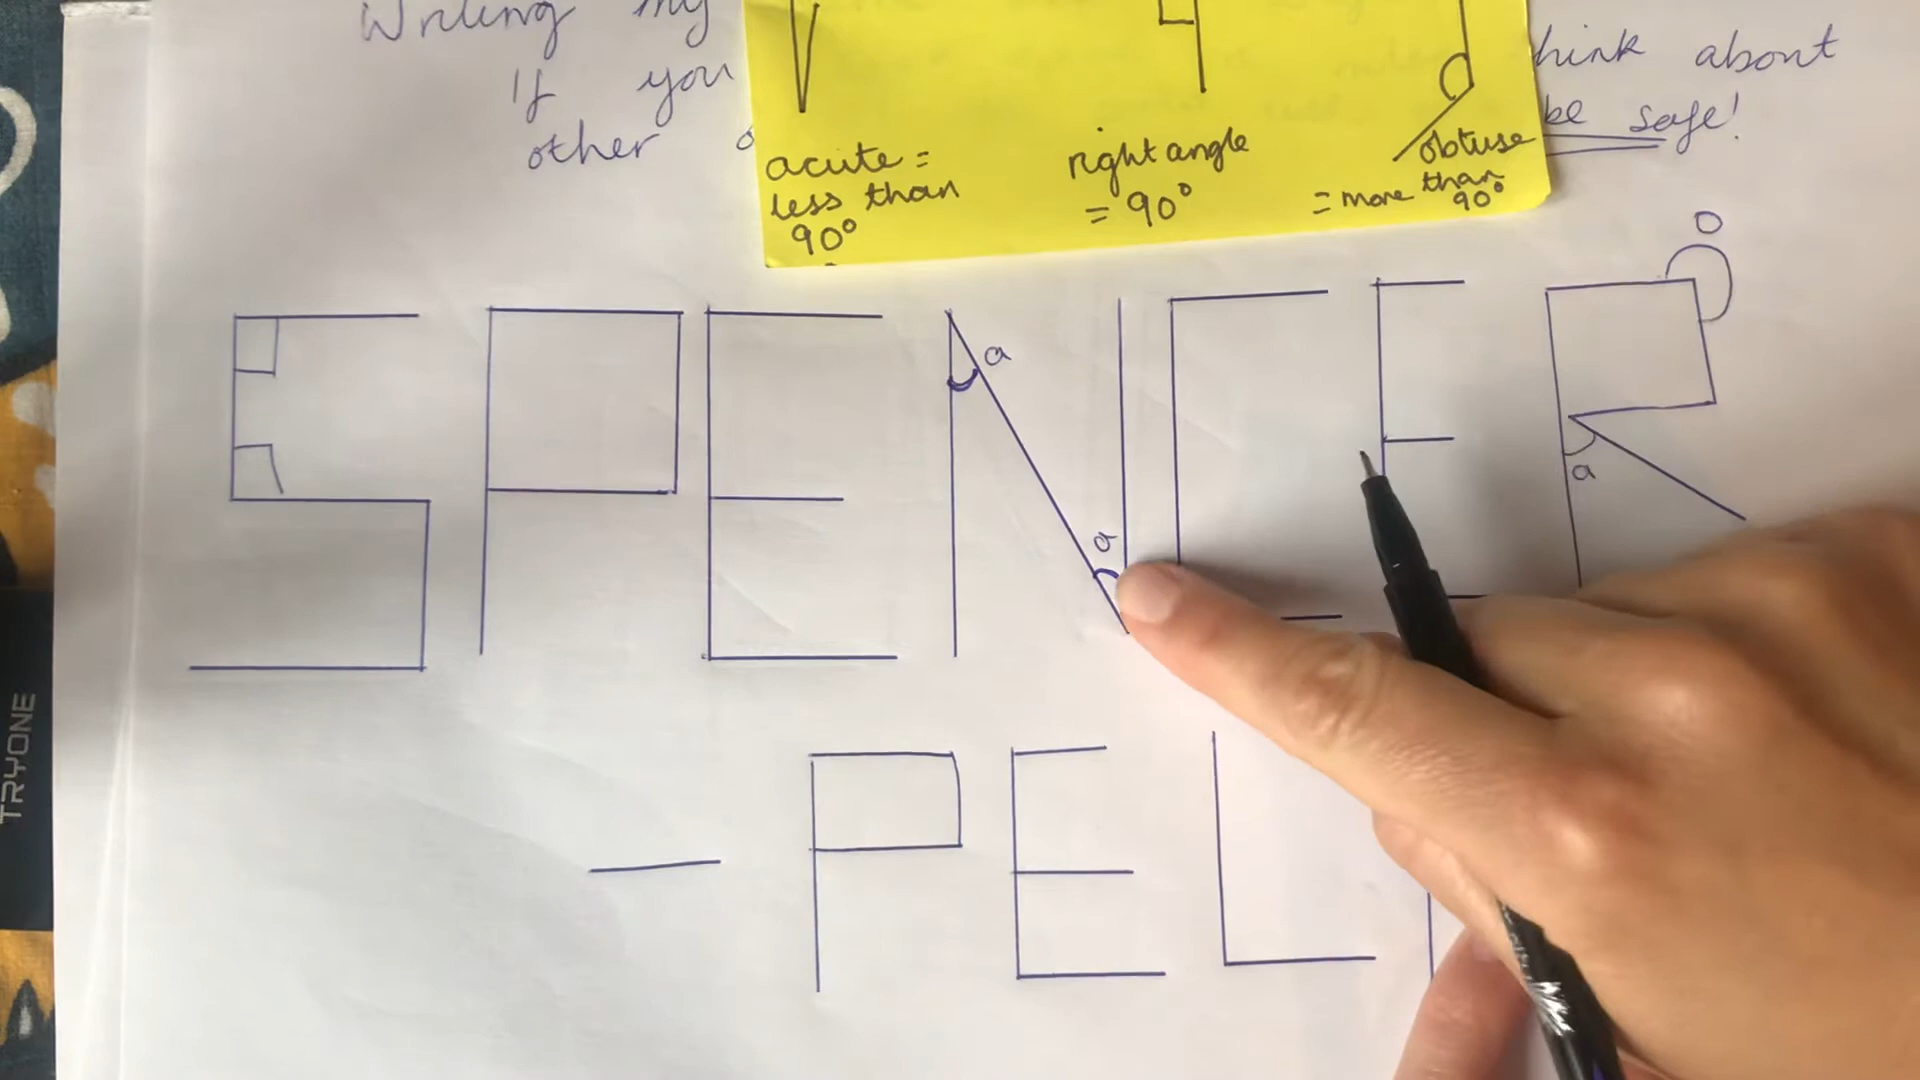 Writing my
If you
think about
other
be safe!
acute =
less than
90°
right angle
= 90°
obtuse
= more than
90°
O
SPENCER
a
a
a
- PEL
TRYONE